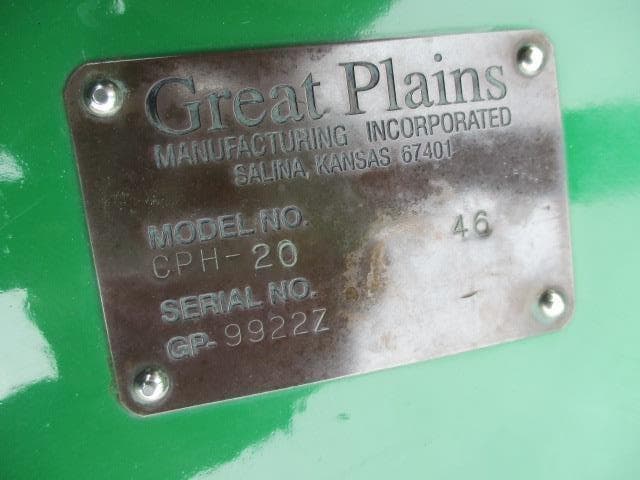 Great Plains
MANUFACTURING INCORPORATED
SALINA, KANSAS 67401
MODEL NO.
CPH-20 46
SERIAL NO.
GP-9922Z